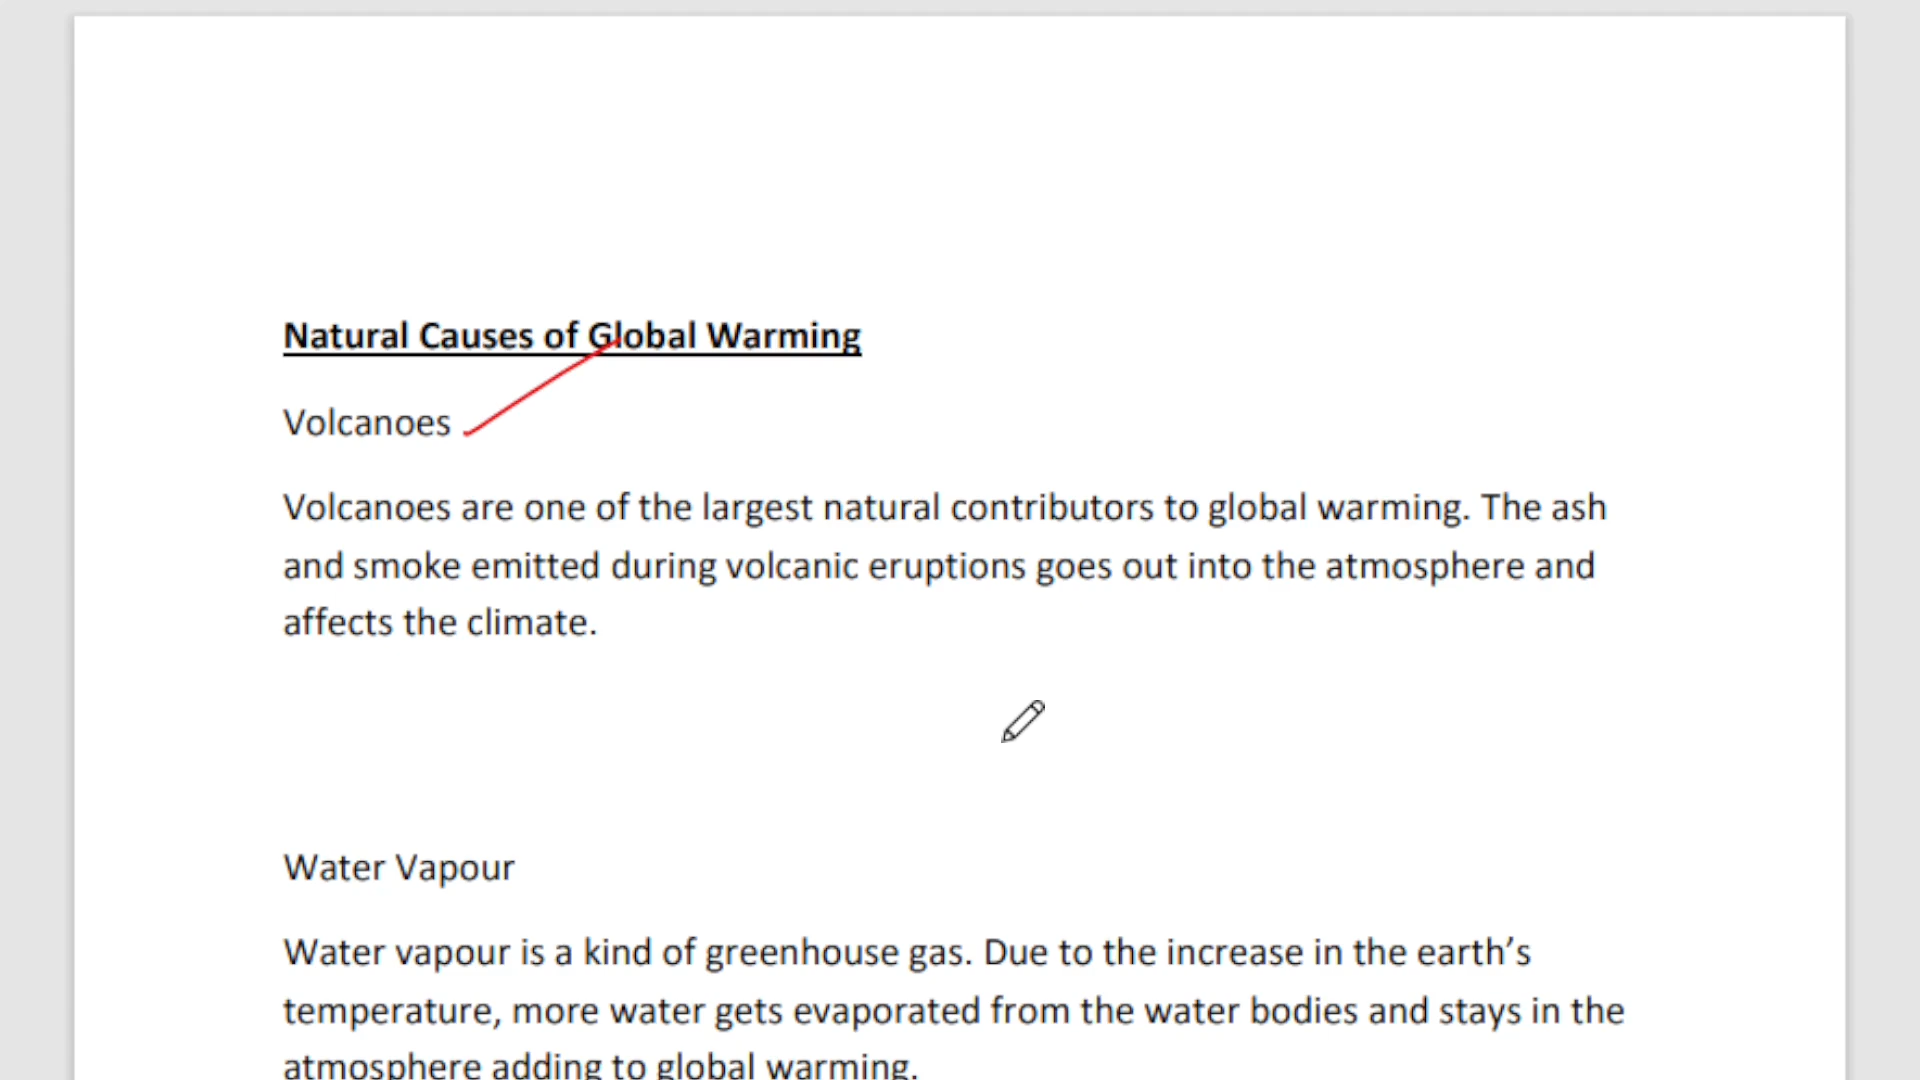 Natural Causes of Global Warming
Volcanoes
Volcanoes are one of the largest natural contributors to global warming. The ash
and smoke emitted during volcanic eruptions goes out into the atmosphere and
affects the climate.
Water Vapour
Water vapour is a kind of greenhouse gas. Due to the increase in the earth’s
temperature, more water gets evaporated from the water bodies and stays in the
atmosphere adding to global warming.